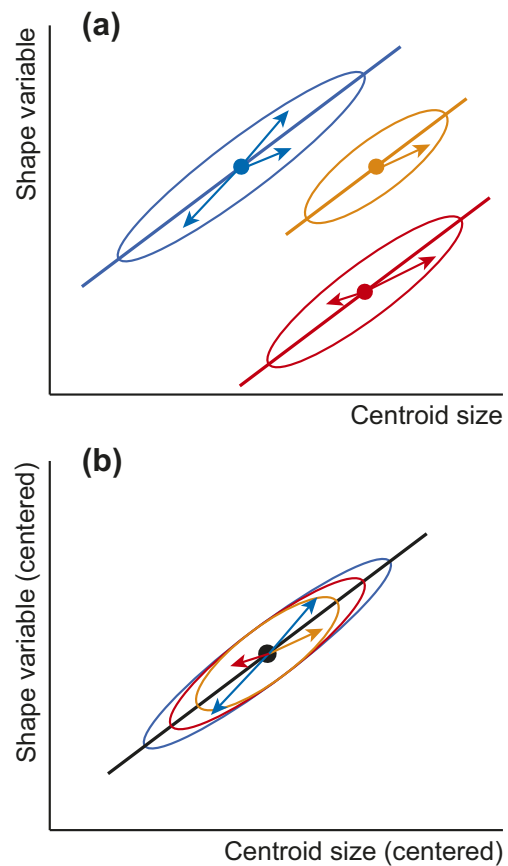 (a)
Shape variable
Centroid size
(b)
Shape variable (centered)
Centroid size (centered)